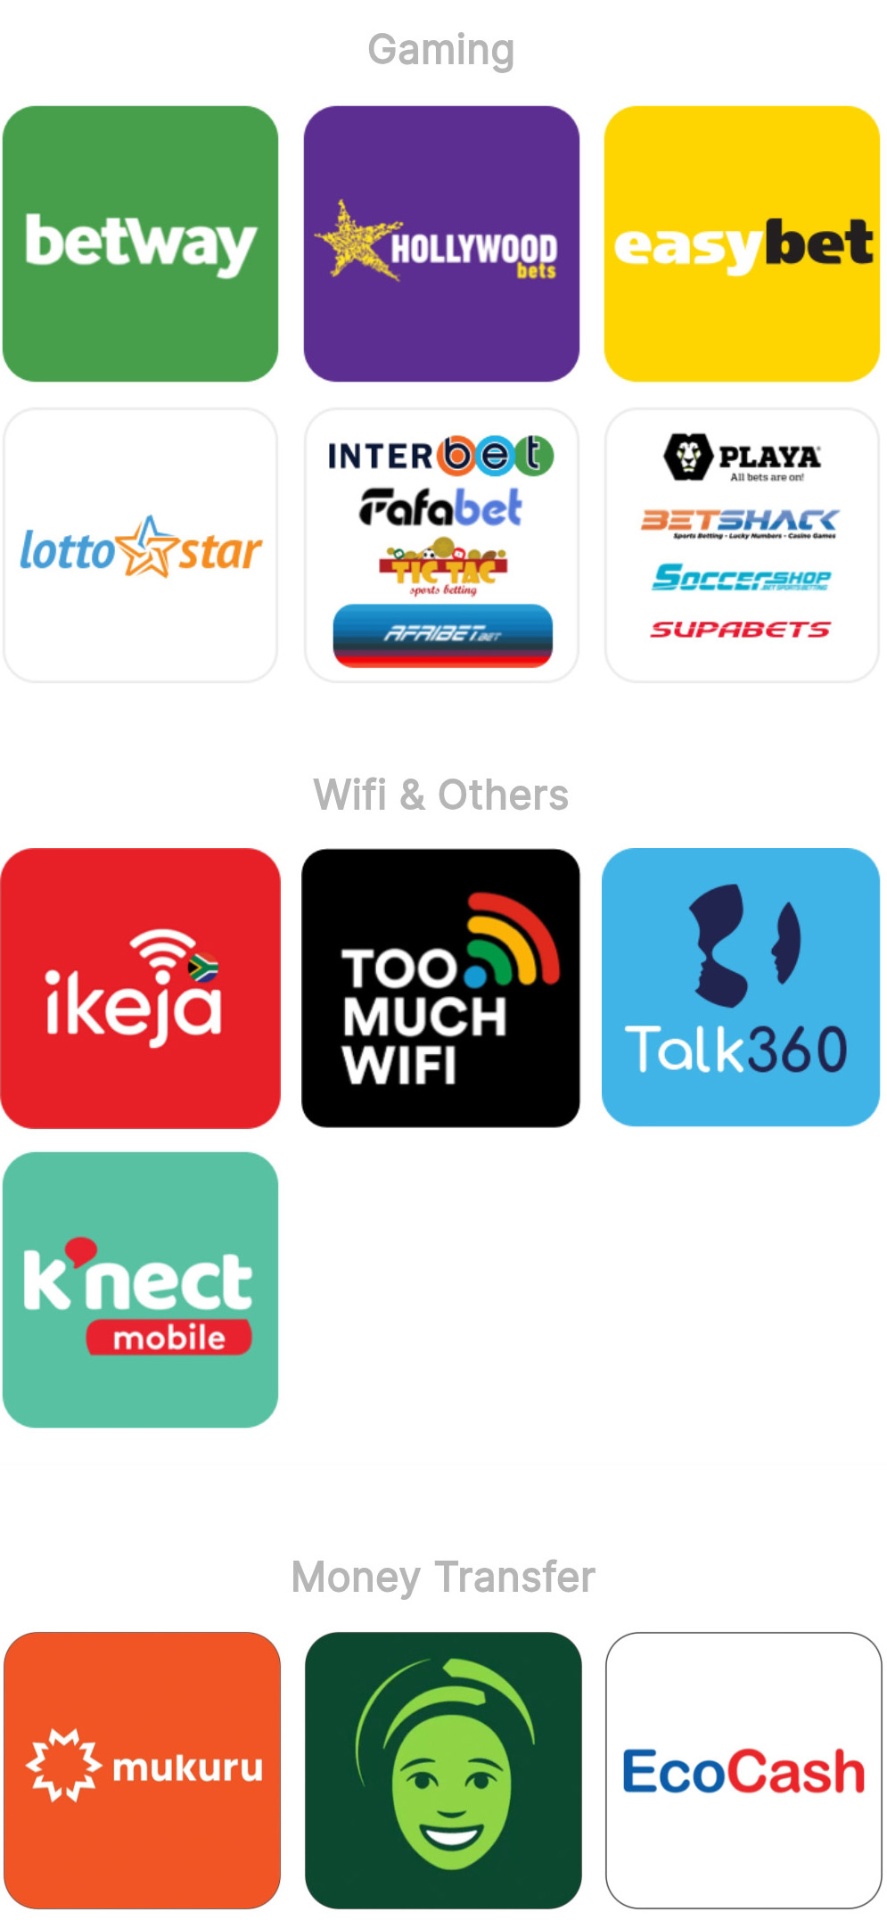 Gaming
betway
HOLLYWOOD
bets
easybet
lottostar
INTERbet
Fafabet
TIC TAC
sports betting
AFRIBET.BET
PLAYA
All bets are on!
BETSHACK
Sports Betting - Lucky Numbers - Casino Games
SOCCERSHOP
SUPABETS
Wifi & Others
ikeja
TOO
MUCH
WIFI
Talk360
k'nect
mobile
Money Transfer
mukuru
EcoCash